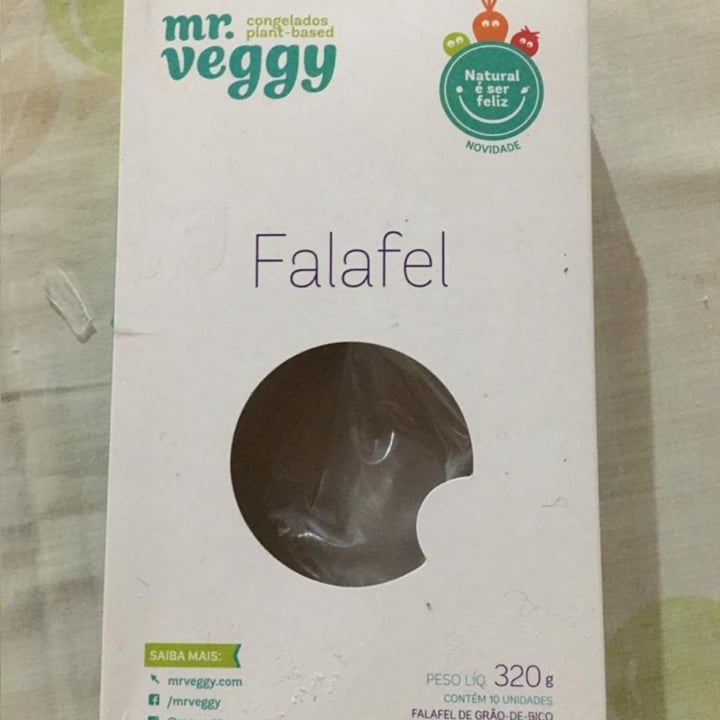 mr. congelados
plant-based
veggy
Natural
é ser
feliz
NOVIDADE
Falafel
SAIBA MAIS:
mrveggy.com
/mrveggy
PESO LÍQ. 320 g
CONTÉM 10 UNIDADES
FALAFEL DE GRÃO-DE-BICO